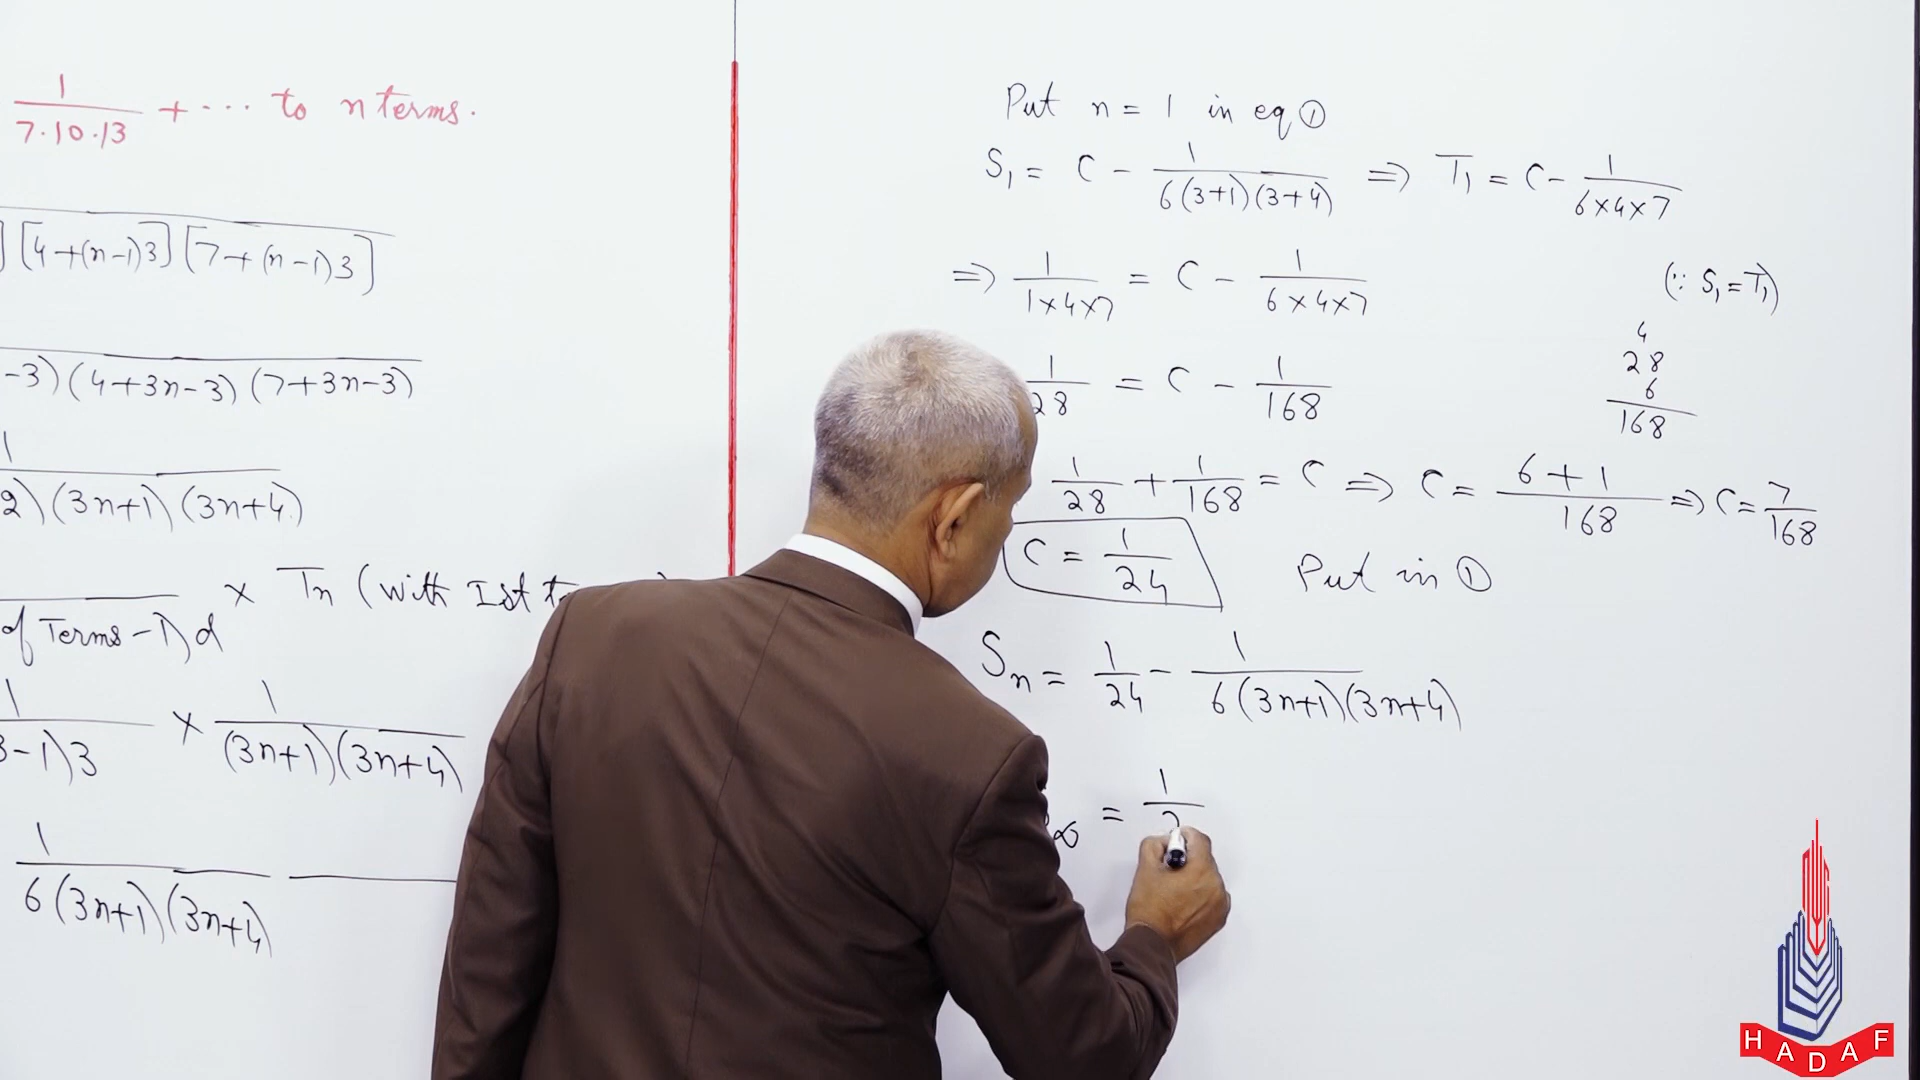 1/7.10.13 + ... to n terms.
[4+(n-1)3][7+(n-1)3]
-3)(4+3n-3)(7+3n-3)
1/2)(3n+1)(3n+4)
of Terms-1)d × Tn (with Ist
1/3-1)3 × 1/(3n+1)(3n+4)
1/6(3n+1)(3n+4)
Put n = 1 in eq ①
S₁ = C - 1/6(3+1)(3+4) ⇒ T₁ = C - 1/6×4×7
⇒ 1/1×4×7 = C - 1/6×4×7 (∵ S₁=T₁)
1/28 = C - 1/168
4
28
6
168
1/28 + 1/168 = C ⇒ C = 6+1/168 ⇒ C = 7/168
C = 1/24 Put in ①
Sn = 1/24 - 1/6(3n+1)(3n+4)
∞ = 1/2
HADAF